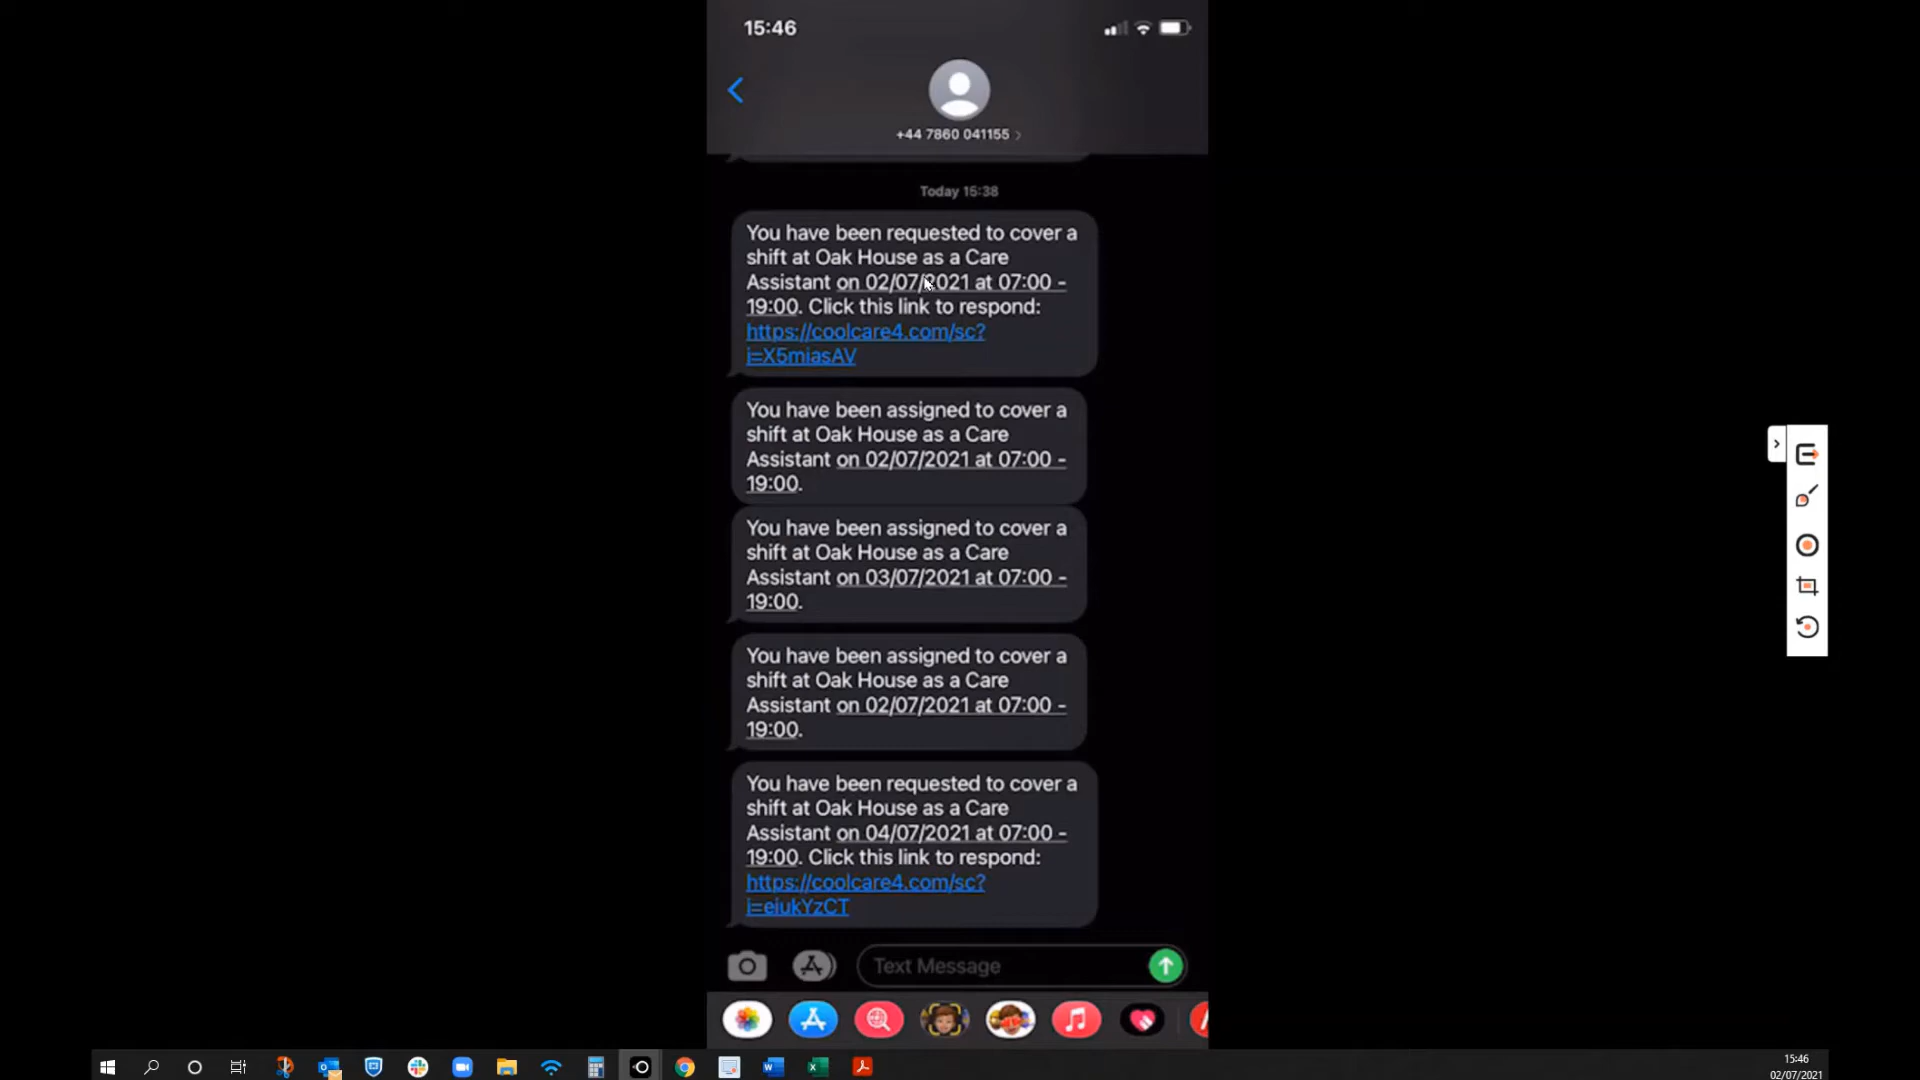 15:46
+44 7860 041155 >
Today 15:38
You have been requested to cover a
shift at Oak House as a Care
Assistant on 02/07/2021 at 07:00 -
19:00. Click this link to respond:
https://coolcare4.com/sc?
i=X5miasAV
You have been assigned to cover a
shift at Oak House as a Care
Assistant on 02/07/2021 at 07:00 -
19:00.
You have been assigned to cover a
shift at Oak House as a Care
Assistant on 03/07/2021 at 07:00 -
19:00.
You have been assigned to cover a
shift at Oak House as a Care
Assistant on 02/07/2021 at 07:00 -
19:00.
You have been requested to cover a
shift at Oak House as a Care
Assistant on 04/07/2021 at 07:00 -
19:00. Click this link to respond:
https://coolcare4.com/sc?
i=eiukYzCT
Text Message
15:46
02/07/2021